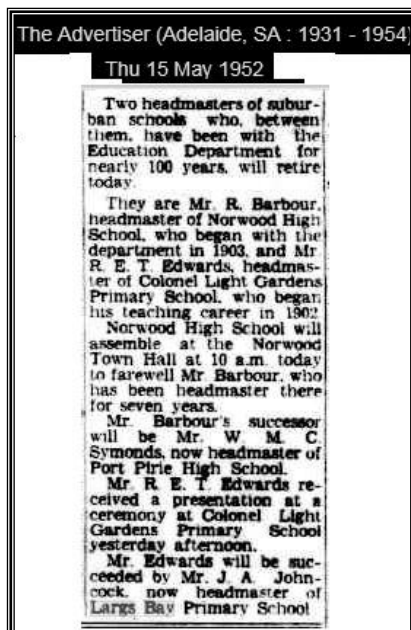 The Advertiser (Adelaide, SA : 1931 - 1954)
Thu 15 May 1952
Two headmasters of subur-
ban schools who, between
them, have been with the
Education Department for
nearly 100 years, will retire
today.
They are Mr. R. Barbour,
headmaster of Norwood High
School, who began with the
department in 1903, and Mr.
R. E. T. Edwards, headmas-
ter of Colonel Light Gardens
Primary School, who began
his teaching career in 1902
Norwood High School will
assemble at the Norwood
Town Hall at 10 a.m. today
to farewell Mr. Barbour, who
has been headmaster there
for seven years.
Mr. Barbour's successor
will be Mr. W. M. C.
Symonds, now headmaster of
Port Pirie High School.
Mr. R. E. T. Edwards re-
ceived a presentation at a
ceremony at Colonel Light
Gardens Primary School
yesterday afternoon.
Mr. Edwards will be suc-
ceeded by Mr. J. A. John-
cock, now headmaster of
Largs Bay Primary School